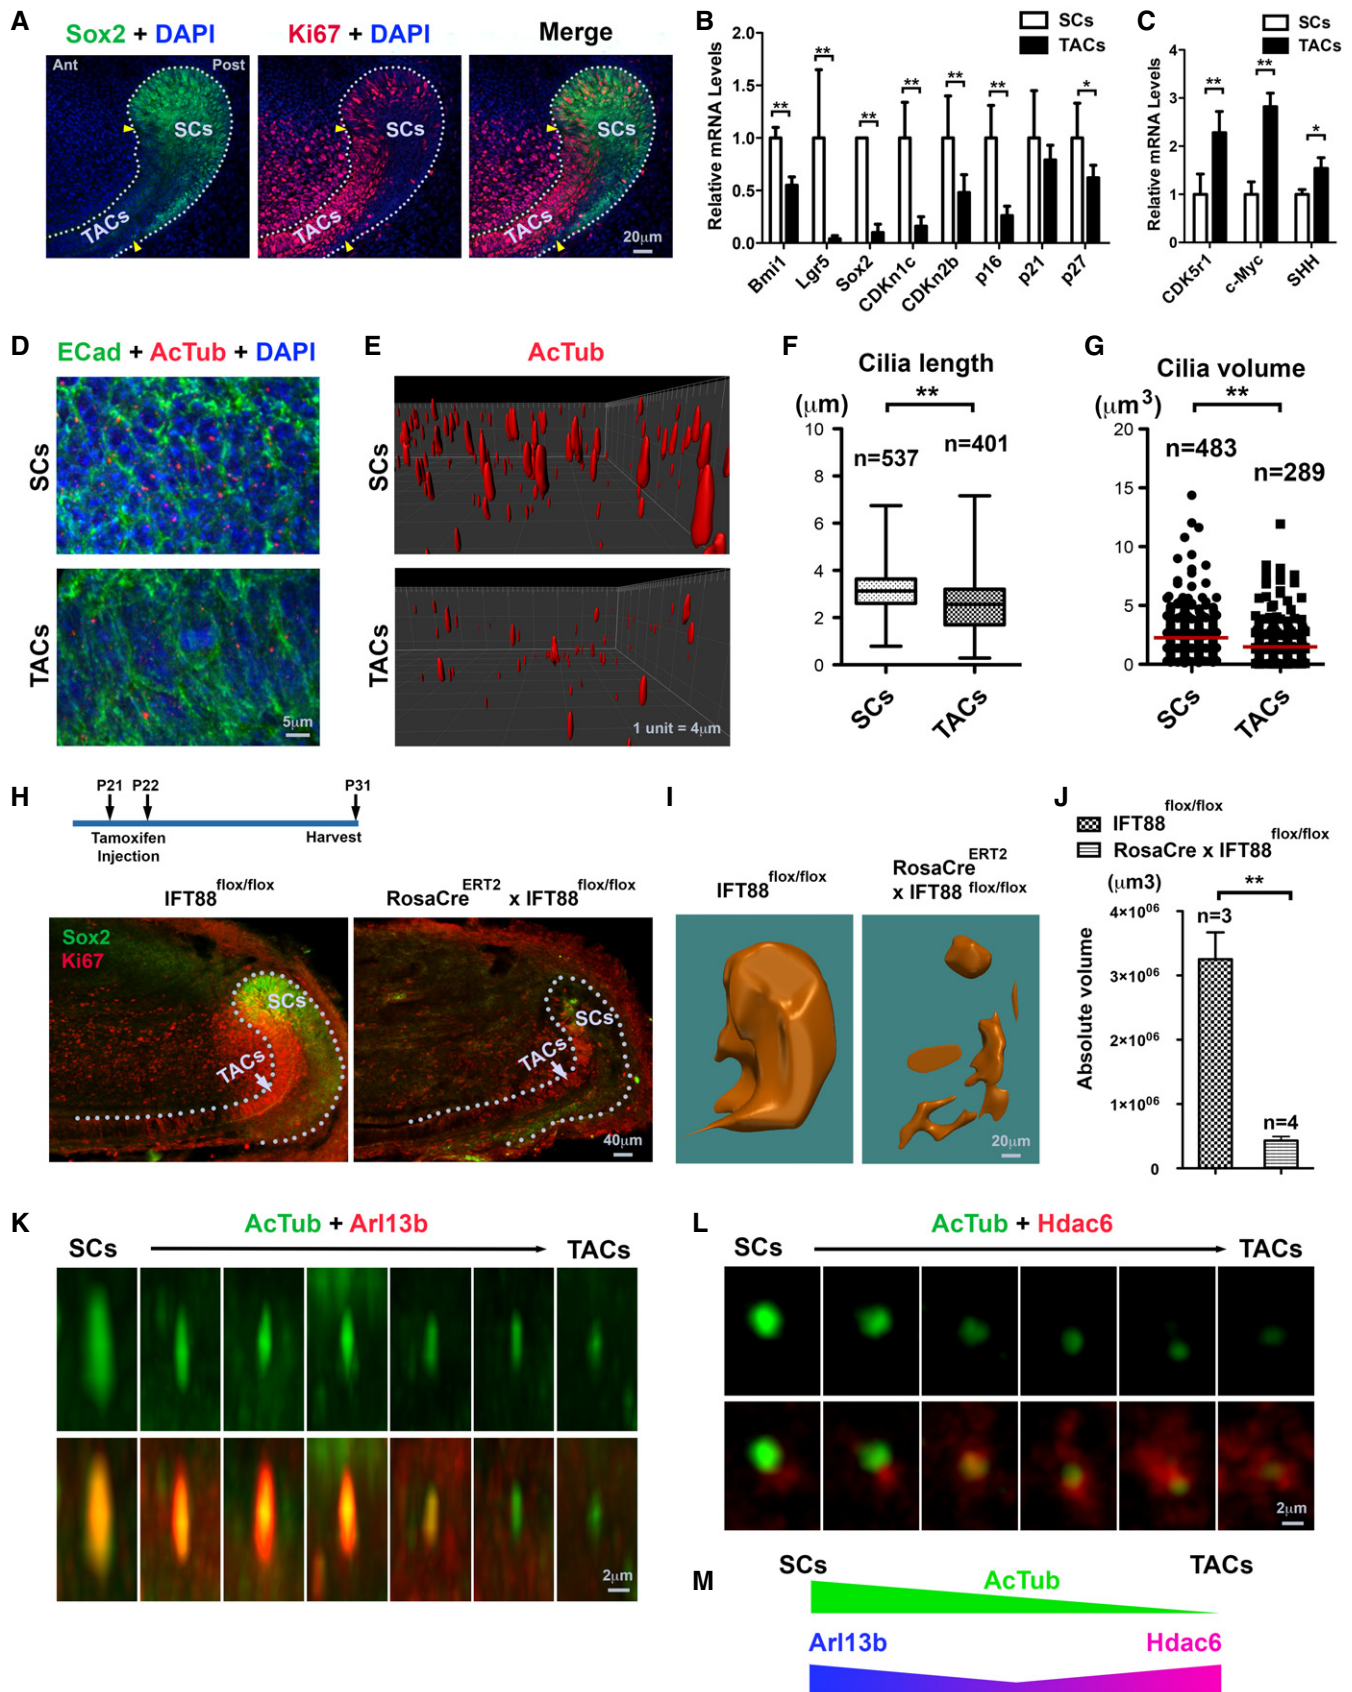 A
Sox2 + DAPI
Ki67 + DAPI
Merge
Ant
Post
SCs
TACs
SCs
TACs
SCs
TACs
20μm
B
SCs
TACs
Relative mRNA Levels
2.0
1.5
1.0
0.5
0.0
**
**
**
**
**
**
*
Bmi1
Lgr5
Sox2
CDKn1c
CDKn2b
p16
p21
p27
C
SCs
TACs
Relative mRNA Levels
4
3
2
1
0
**
**
*
CDK5r1
c-Myc
SHH
D
ECad + AcTub + DAPI
SCs
TACs
5μm
E
AcTub
SCs
TACs
1 unit = 4μm
F
Cilia length
(μm)
**
10
8
6
4
2
0
n=537
n=401
SCs
TACs
G
Cilia volume
(μm3)
**
20
15
10
5
0
n=483
n=289
SCs
TACs
H
P21
P22
P31
Tamoxifen
Injection
Harvest
IFT88flox/flox
RosaCreERT2 x IFT88flox/flox
Sox2
Ki67
SCs
TACs
SCs
TACs
40μm
I
IFT88flox/flox
RosaCreERT2
x IFT88 flox/flox
20μm
J
IFT88flox/flox
RosaCre x IFT88flox/flox
(μm3)
**
Absolute volume
4×1006
3×1006
2×1006
1×1006
0
n=3
n=4
K
AcTub + Arl13b
SCs
TACs
2μm
L
AcTub + Hdac6
SCs
TACs
2μm
M
SCs
TACs
AcTub
Arl13b
Hdac6